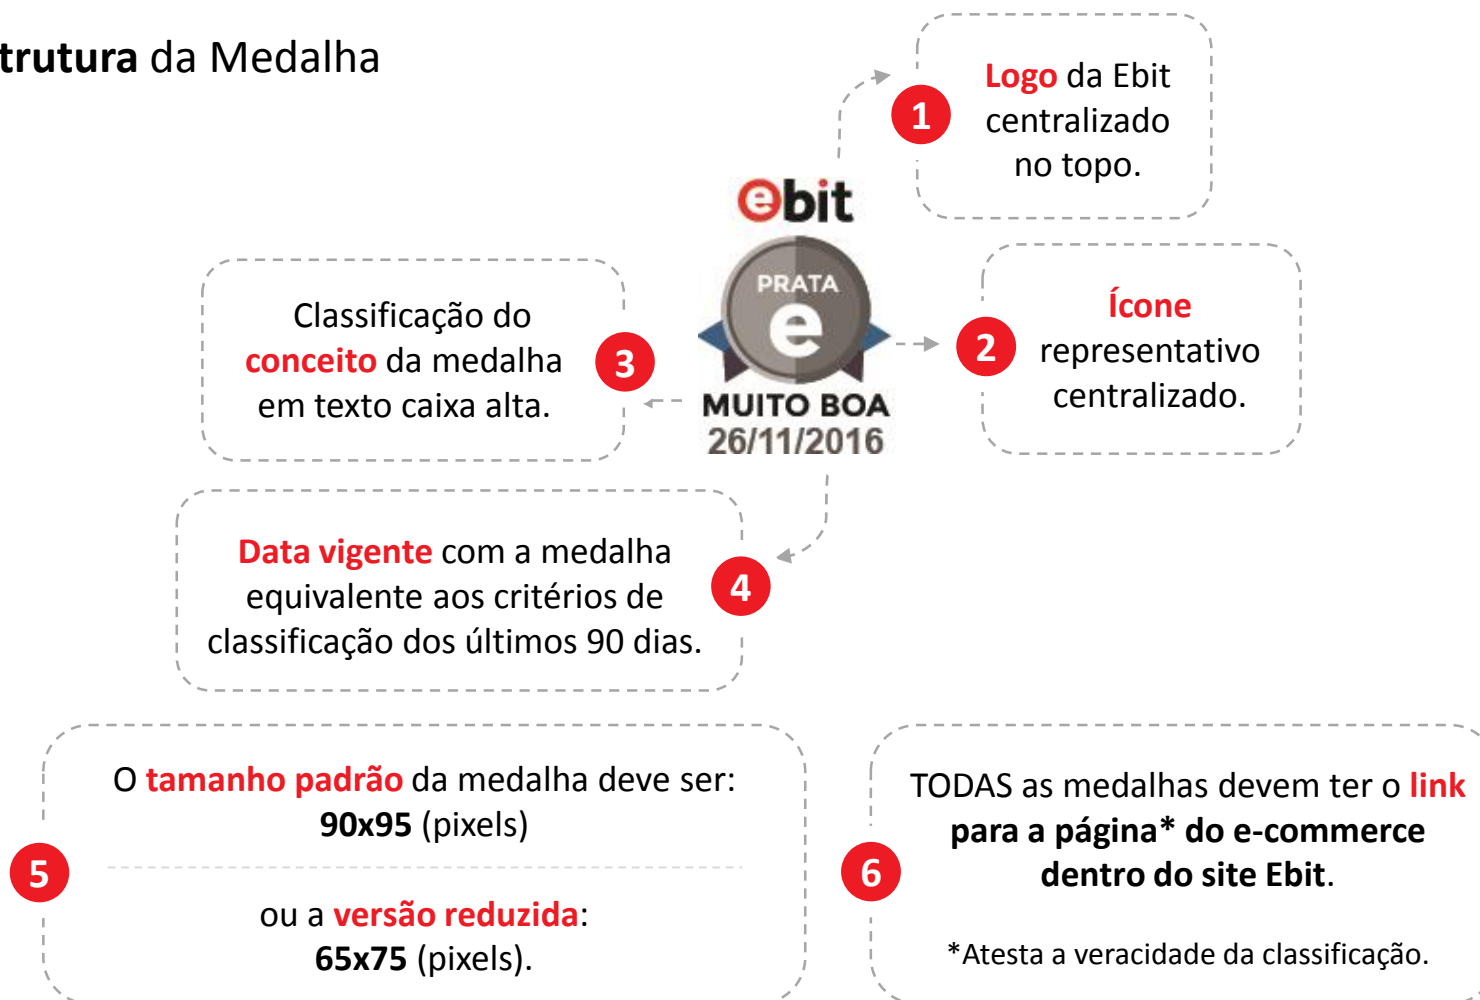 trutura da Medalha
1
Logo da Ebit
centralizado
no topo.
ebit
PRATA
e
MUITO BOA
26/11/2016
2
Ícone
representativo
centralizado.
Classificação do
conceito da medalha
em texto caixa alta.
3
Data vigente com a medalha
equivalente aos critérios de
classificação dos últimos 90 dias.
4
5
O tamanho padrão da medalha deve ser:
90x95 (pixels)
ou a versão reduzida:
65x75 (pixels).
6
TODAS as medalhas devem ter o link
para a página* do e-commerce
dentro do site Ebit.
*Atesta a veracidade da classificação.